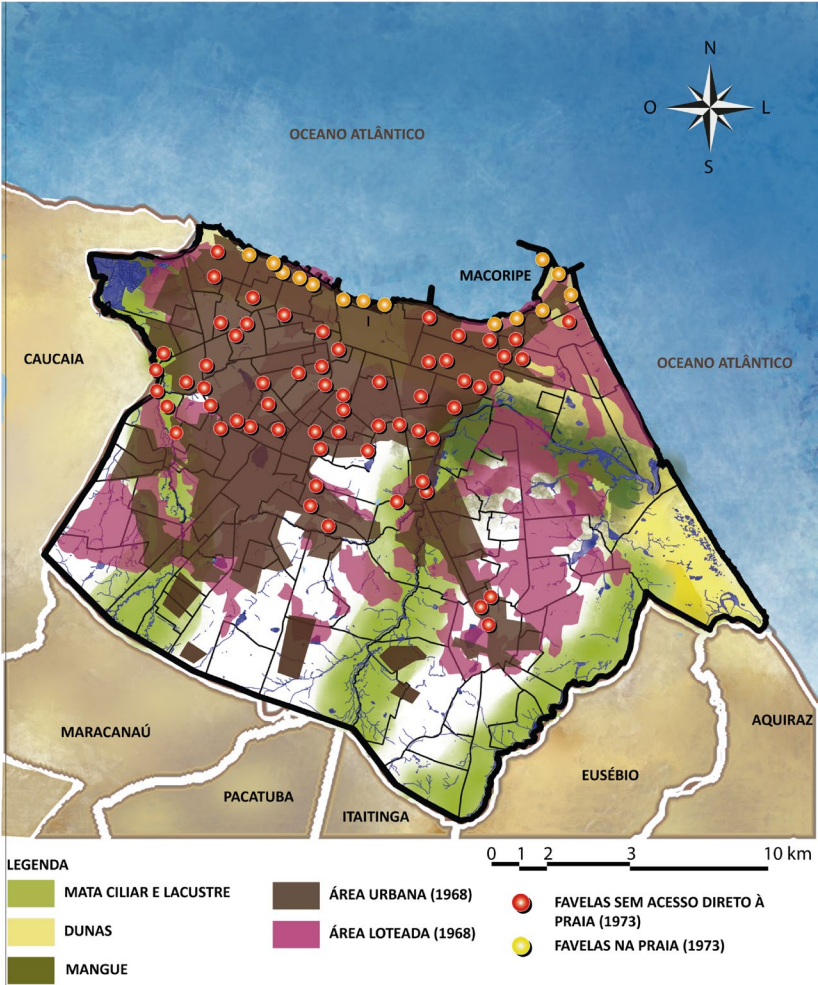 N
O
L
S
OCEANO ATLÂNTICO
MACORIPE
CAUCAIA
OCEANO ATLÂNTICO
I
MARACANAÚ
PACATUBA
ITAITINGA
EUSÉBIO
AQUIRAZ
0 1 2 3 10 km
LEGENDA
MATA CILIAR E LACUSTRE
DUNAS
MANGUE
ÁREA URBANA (1968)
ÁREA LOTEADA (1968)
FAVELAS SEM ACESSO DIRETO À
PRAIA (1973)
FAVELAS NA PRAIA (1973)